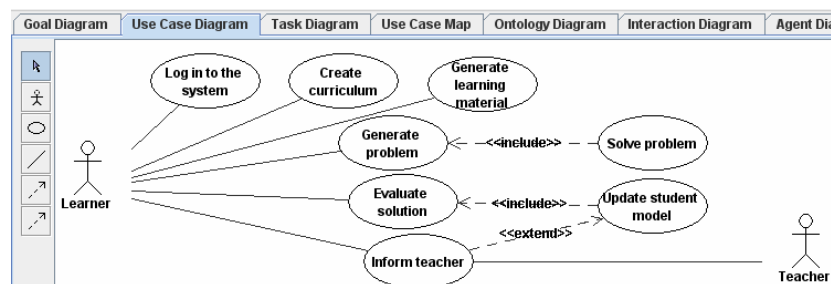 Goal Diagram Use Case Diagram Task Diagram Use Case Map Ontology Diagram Interaction Diagram Agent Dia
Log in to the
system
Create
curriculum
Generate
learning
material
Generate
problem
<<include>>
Solve problem
Learner
Evaluate
solution
<<include>>
Update student
model
<<extend>>
Inform teacher
Teacher